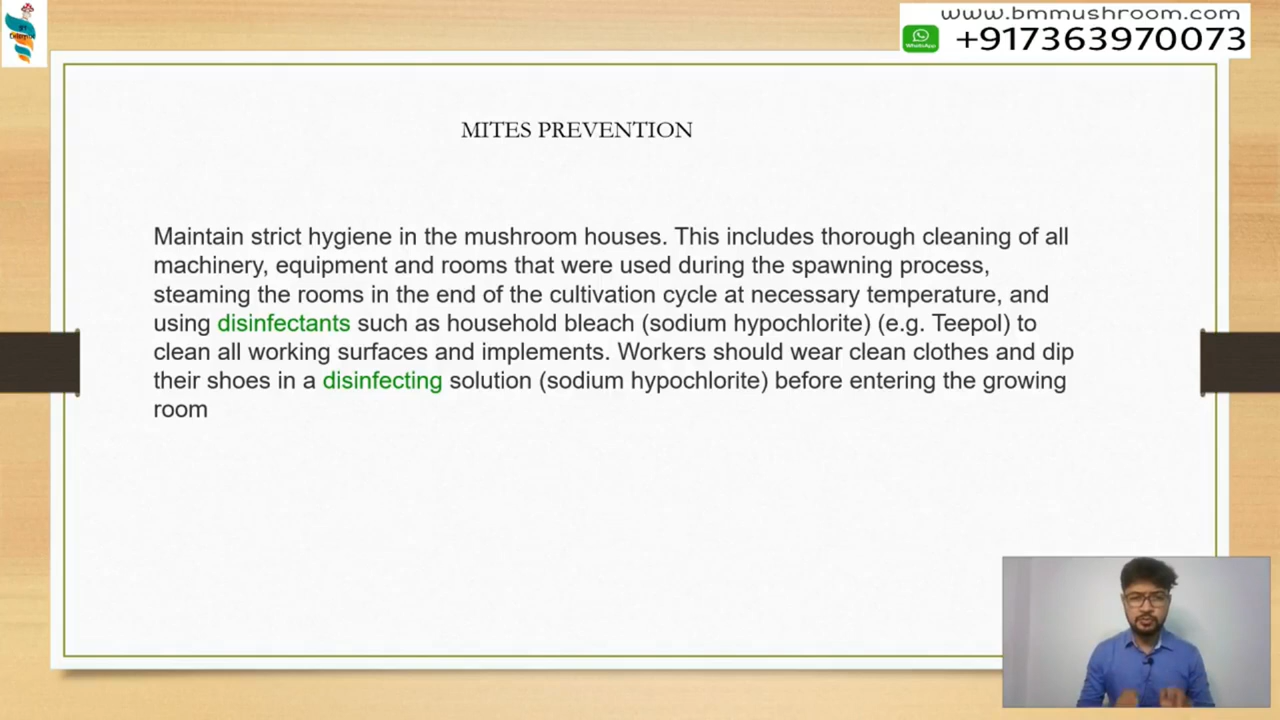 www.bmmushroom.com
WhatsApp
+917363970073
MITES PREVENTION
Maintain strict hygiene in the mushroom houses. This includes thorough cleaning of all
machinery, equipment and rooms that were used during the spawning process,
steaming the rooms in the end of the cultivation cycle at necessary temperature, and
using disinfectants such as household bleach (sodium hypochlorite) (e.g. Teepol) to
clean all working surfaces and implements. Workers should wear clean clothes and dip
their shoes in a disinfecting solution (sodium hypochlorite) before entering the growing
room